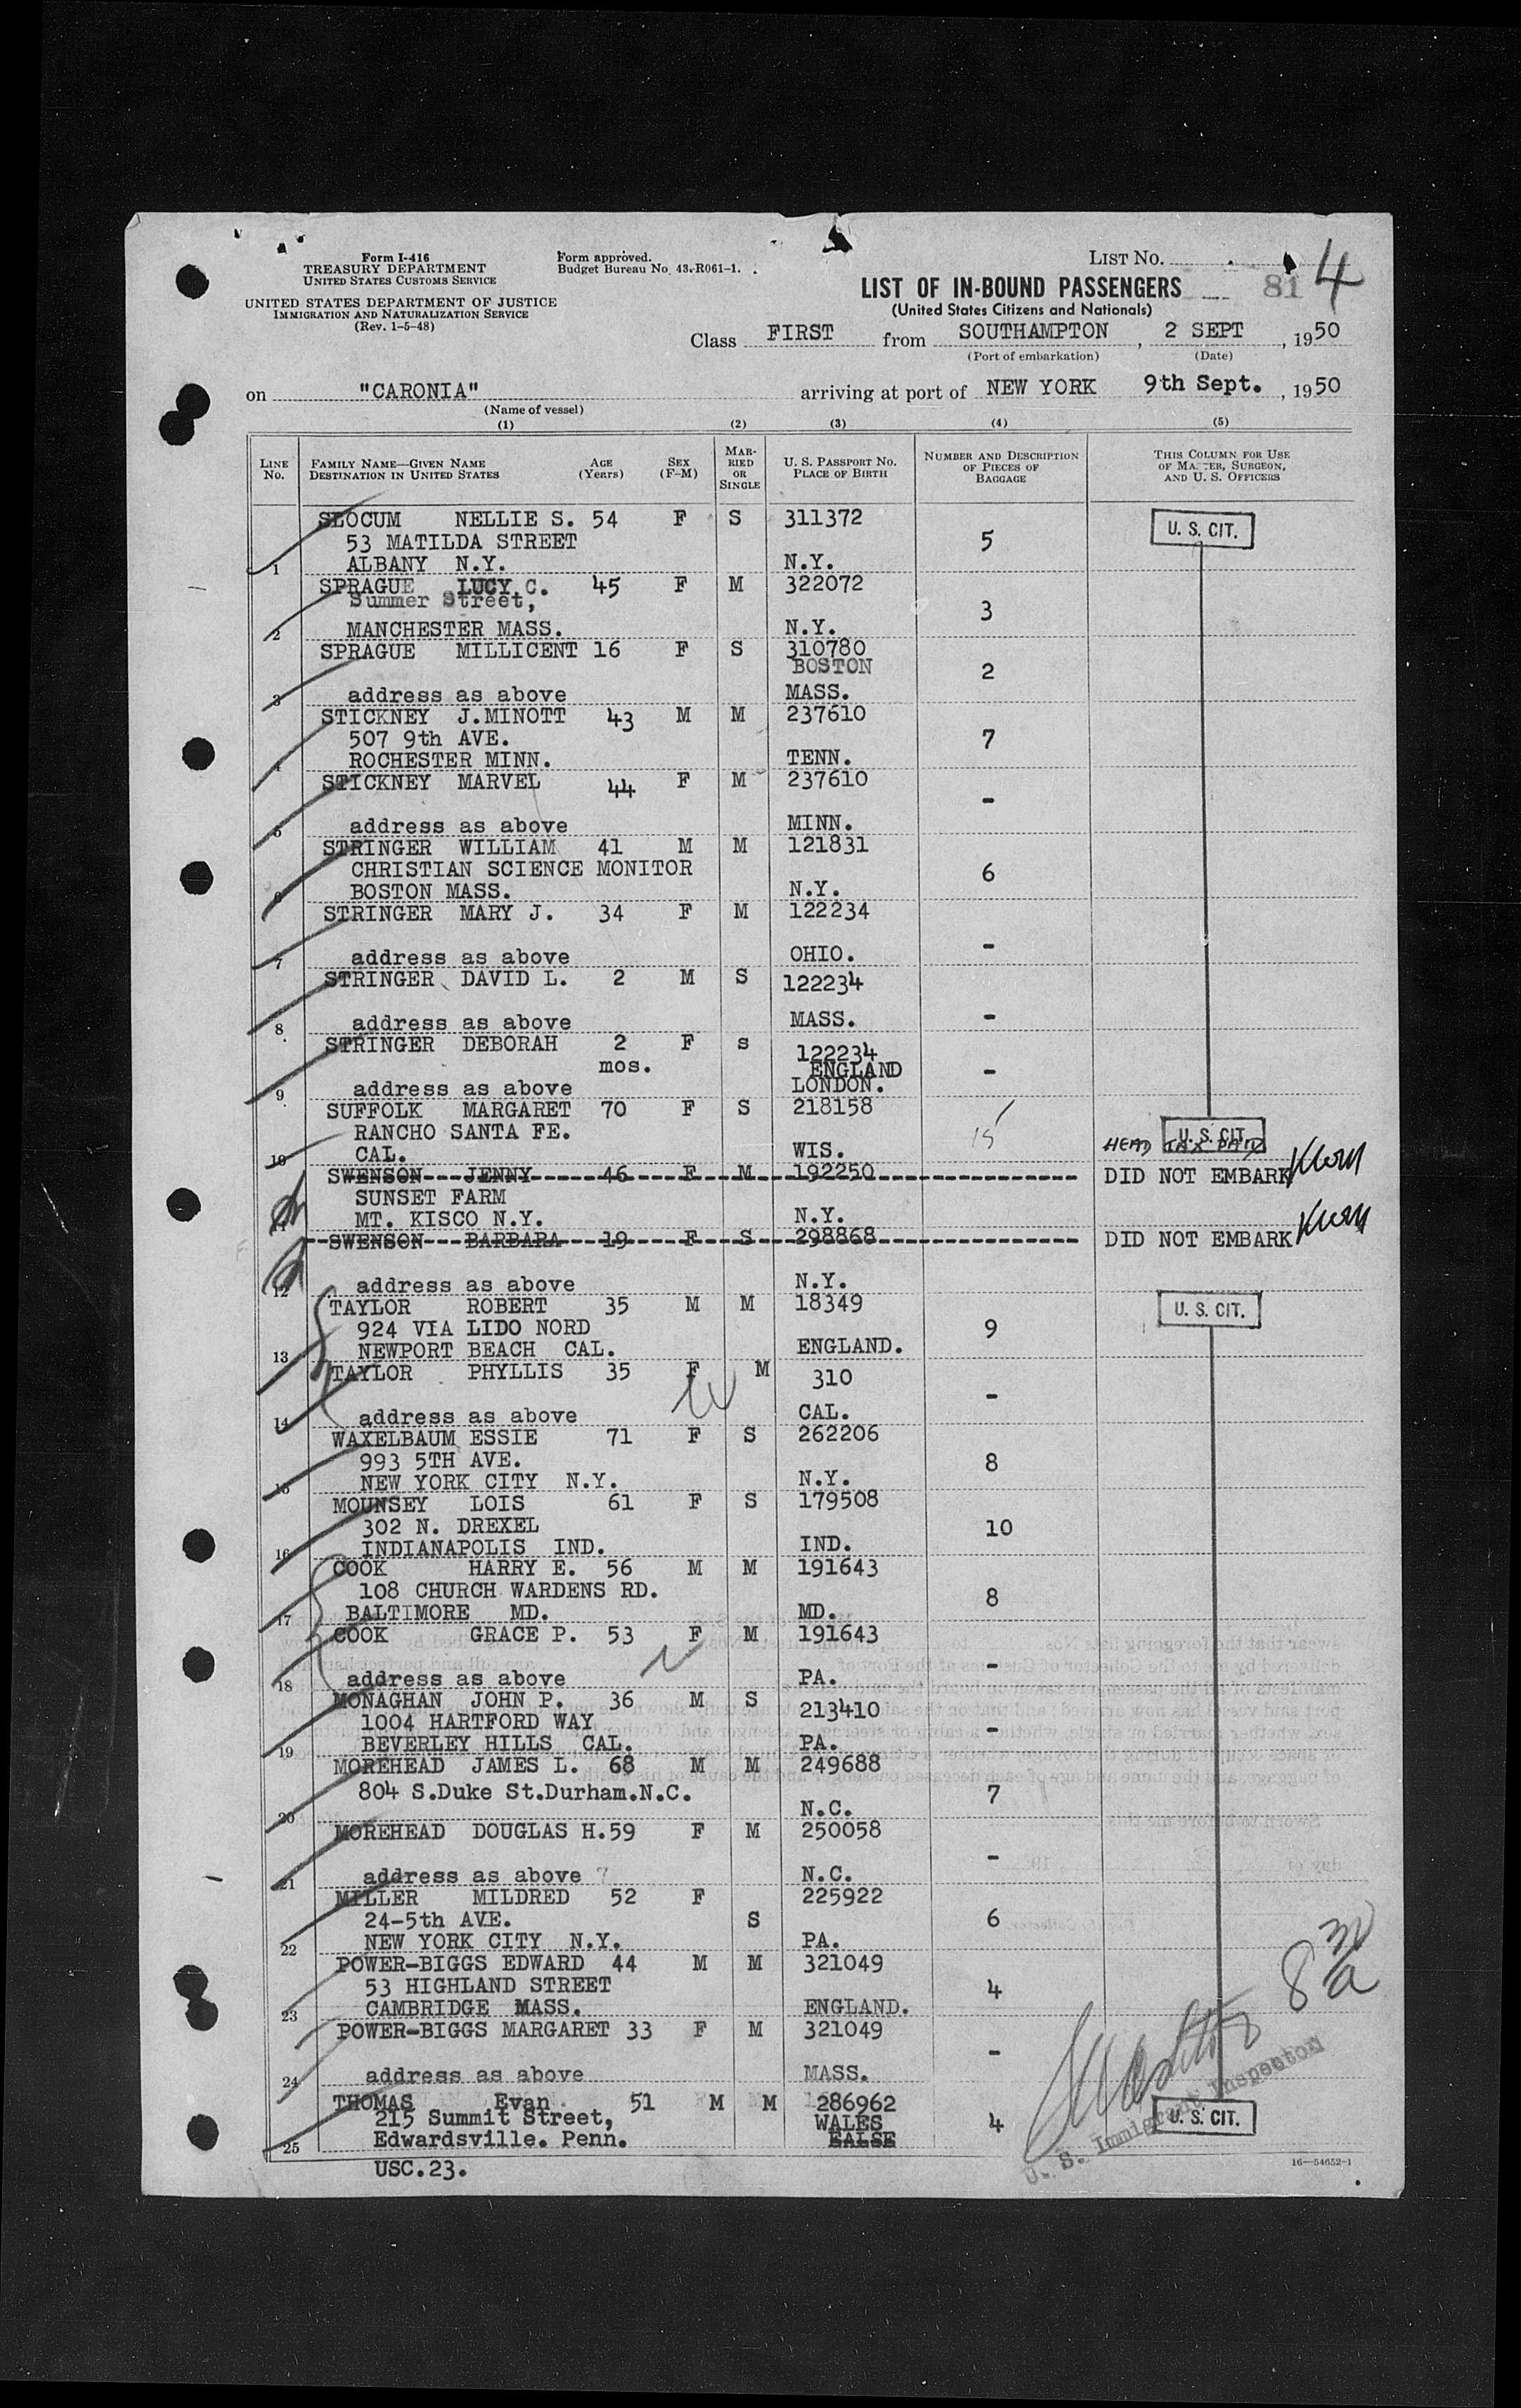 Form I-416
TREASURY DEPARTMENT
UNITED STATES CUSTOMS SERVICE
UNITED STATES DEPARTMENT OF JUSTICE
IMMIGRATION AND NATURALIZATION SERVICE
(Rev. 1-5-48)
Form approved.
Budget Bureau No. 43-R061-1.
LIST NO.
81 4
LIST OF IN-BOUND PASSENGERS
(United States Citizens and Nationals)
Class FIRST from SOUTHAMPTON, 2 SEPT, 1950
(Port of embarkation) (Date)
on "CARONIA" arriving at port of NEW YORK 9th Sept., 1950
(Name of vessel)
(1) (2) (3) (4) (5)
LINE NO. FAMILY NAME—GIVEN NAME DESTINATION IN UNITED STATES AGE (Years) SEX (F-M) MARRIED OR SINGLE U. S. PASSPORT NO. PLACE OF BIRTH NUMBER AND DESCRIPTION OF PIECES OF BAGGAGE THIS COLUMN FOR USE OF MASTER, SURGEON, AND U. S. OFFICERS
SLOCUM NELLIE S. 54 F S 311372
53 MATILDA STREET 5 U. S. CIT.
1 ALBANY N.Y. N.Y.
SPRAGUE LUCY C. 45 F M 322072
Summer Street, 3
2 MANCHESTER MASS. N.Y.
SPRAGUE MILLICENT 16 F S 310780
BOSTON 2
3 address as above MASS.
STICKNEY J.MINOTT 43 M M 237610
507 9th AVE. 7
4 ROCHESTER MINN. TENN.
STICKNEY MARVEL 44 F M 237610
-
5 address as above MINN.
STRINGER WILLIAM 41 M M 121831
CHRISTIAN SCIENCE MONITOR 6
6 BOSTON MASS. N.Y.
STRINGER MARY J. 34 F M 122234
-
7 address as above OHIO.
STRINGER DAVID L. 2 M S 122234
-
8 address as above MASS.
STRINGER DEBORAH 2 F s 122234
mos. ENGLAND -
9 address as above LONDON.
SUFFOLK MARGARET 70 F S 218158
RANCHO SANTA FE. 15 U. S. CIT.
10 CAL. WIS. HEAD TAX PAID
SWENSON JENNY 46 F M 192250 DID NOT EMBARK
SUNSET FARM
11 MT. KISCO N.Y. N.Y.
SWENSON BARBARA 19 F S 298868 DID NOT EMBARK
12 address as above N.Y.
TAYLOR ROBERT 35 M M 18349 U. S. CIT.
924 VIA LIDO NORD 9
13 NEWPORT BEACH CAL. ENGLAND.
TAYLOR PHYLLIS 35 F M 310
-
14 address as above CAL.
WAXELBAUM ESSIE 71 F S 262206
993 5TH AVE. 8
15 NEW YORK CITY N.Y. N.Y.
MOUNSEY LOIS 61 F S 179508
302 N. DREXEL 10
16 INDIANAPOLIS IND. IND.
COOK HARRY E. 56 M M 191643
108 CHURCH WARDENS RD. 8
17 BALTIMORE MD. MD.
COOK GRACE P. 53 F M 191643
-
18 address as above PA.
MONAGHAN JOHN P. 36 M S 213410
1004 HARTFORD WAY -
19 BEVERLEY HILLS CAL. PA.
MOREHEAD JAMES L. 68 M M 249688
804 S.Duke St.Durham.N.C. 7
20 N.C.
MOREHEAD DOUGLAS H. 59 F M 250058
-
21 address as above 7 N.C.
MILLER MILDRED 52 F 225922
24-5th AVE. S 6
22 NEW YORK CITY N.Y. PA.
POWER-BIGGS EDWARD 44 M M 321049
53 HIGHLAND STREET 4
8 30 a
23 CAMBRIDGE MASS. ENGLAND.
POWER-BIGGS MARGARET 33 F M 321049
-
24 address as above MASS.
THOMAS Evan 51 M M 286962
215 Summit Street, WALES 4 U. S. CIT.
25 Edwardsville. Penn.
U. S. Immigrant Inspector
USC.23.
16—54652-1